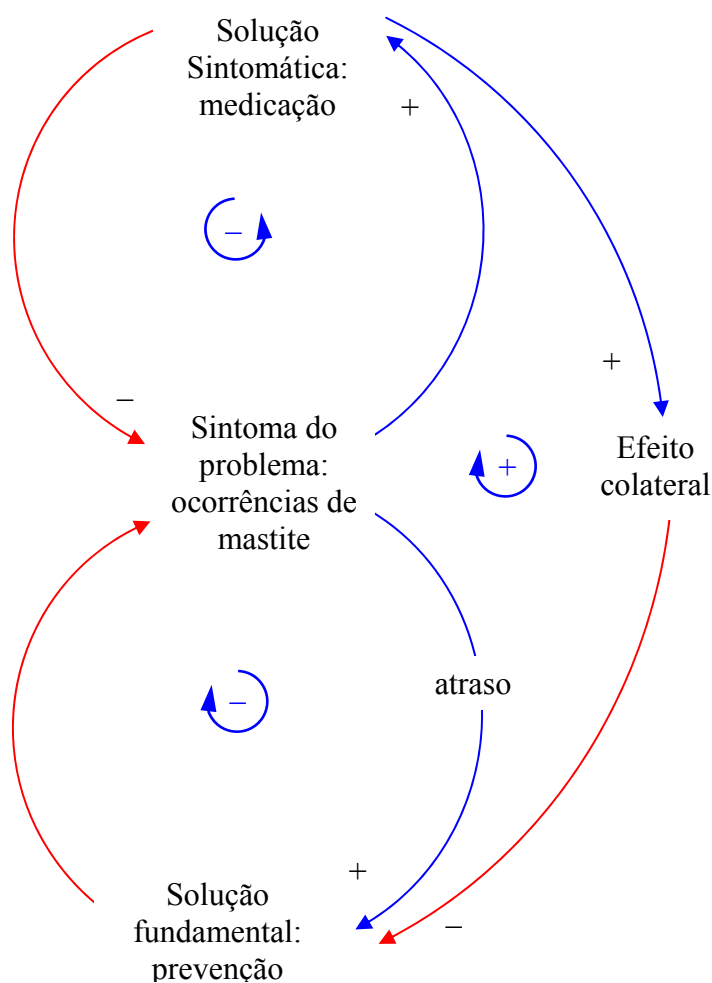 Solução
Sintomática:
medicação
+
–
–
+
Sintoma do
problema:
ocorrências de
mastite
+
Efeito
colateral
atraso
–
+
–
Solução
fundamental:
prevenção